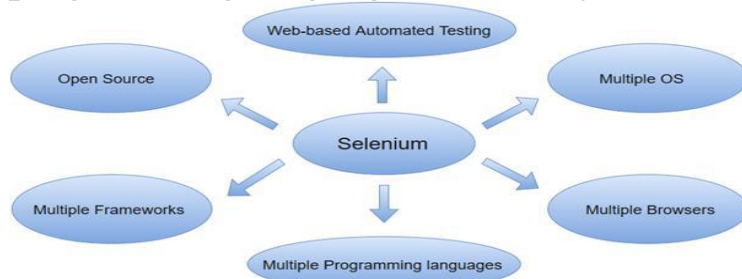 Web-based Automated Testing
Open Source
Multiple OS
Selenium
Multiple Frameworks
Multiple Browsers
Multiple Programming languages